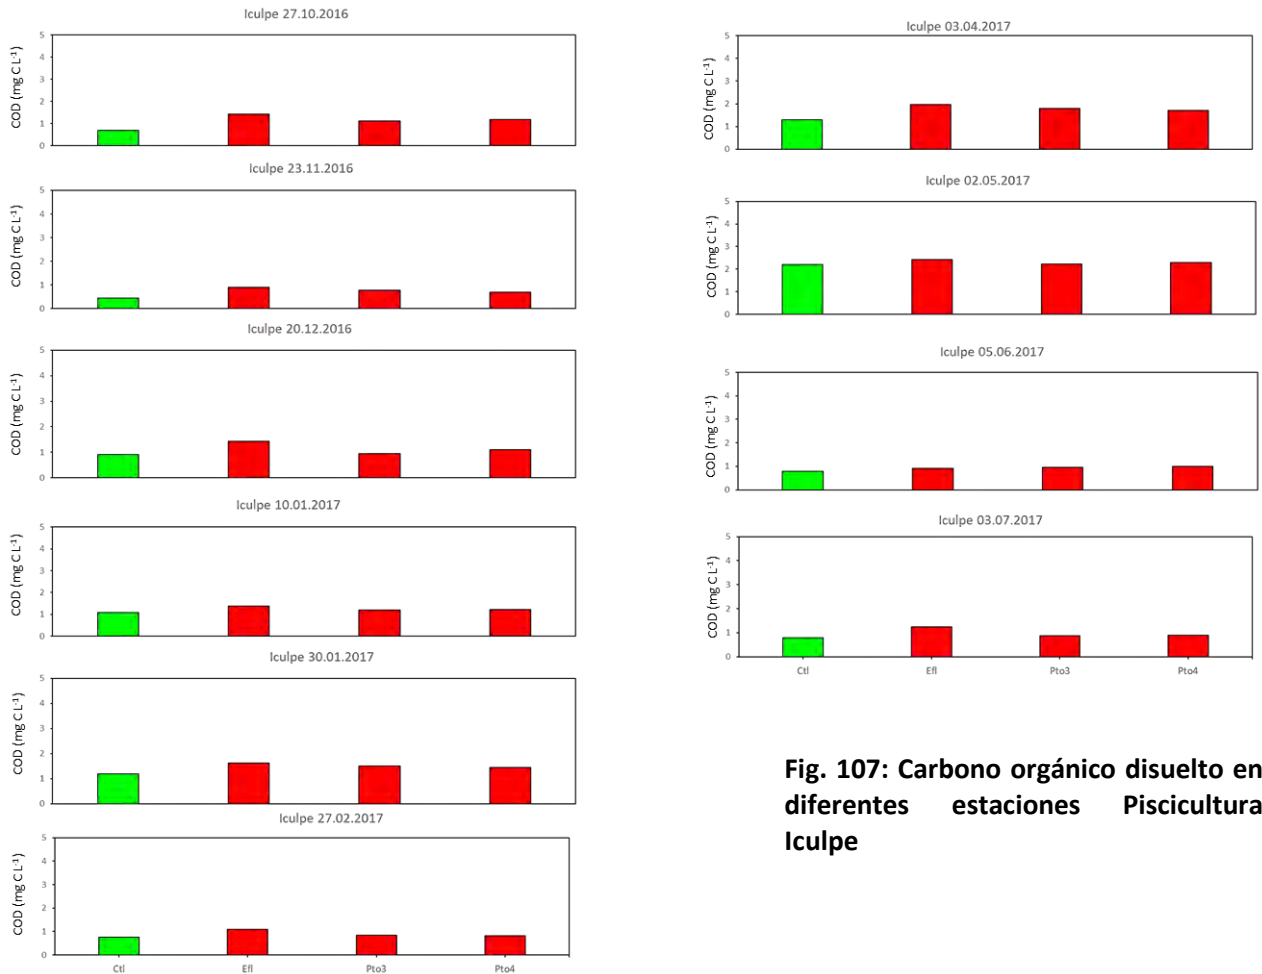 Iculpe 27.10.2016
COD (mg C L-1)
5
4
3
2
1
0
Iculpe 23.11.2016
COD (mg C L-1)
5
4
3
2
1
0
Iculpe 20.12.2016
COD (mg C L-1)
5
4
3
2
1
0
Iculpe 10.01.2017
COD (mg C L-1)
5
4
3
2
1
0
Iculpe 30.01.2017
COD (mg C L-1)
5
4
3
2
1
0
Iculpe 27.02.2017
COD (mg C L-1)
5
4
3
2
1
0
Ctl Efl Pto3 Pto4
Iculpe 03.04.2017
COD (mg C L-1)
5
4
3
2
1
0
Iculpe 02.05.2017
COD (mg C L-1)
5
4
3
2
1
0
Iculpe 05.06.2017
COD (mg C L-1)
5
4
3
2
1
0
Iculpe 03.07.2017
COD (mg C L-1)
5
4
3
2
1
0
Ctl Efl Pto3 Pto4
Fig. 107: Carbono orgánico disuelto en
diferentes estaciones Piscicultura
Iculpe